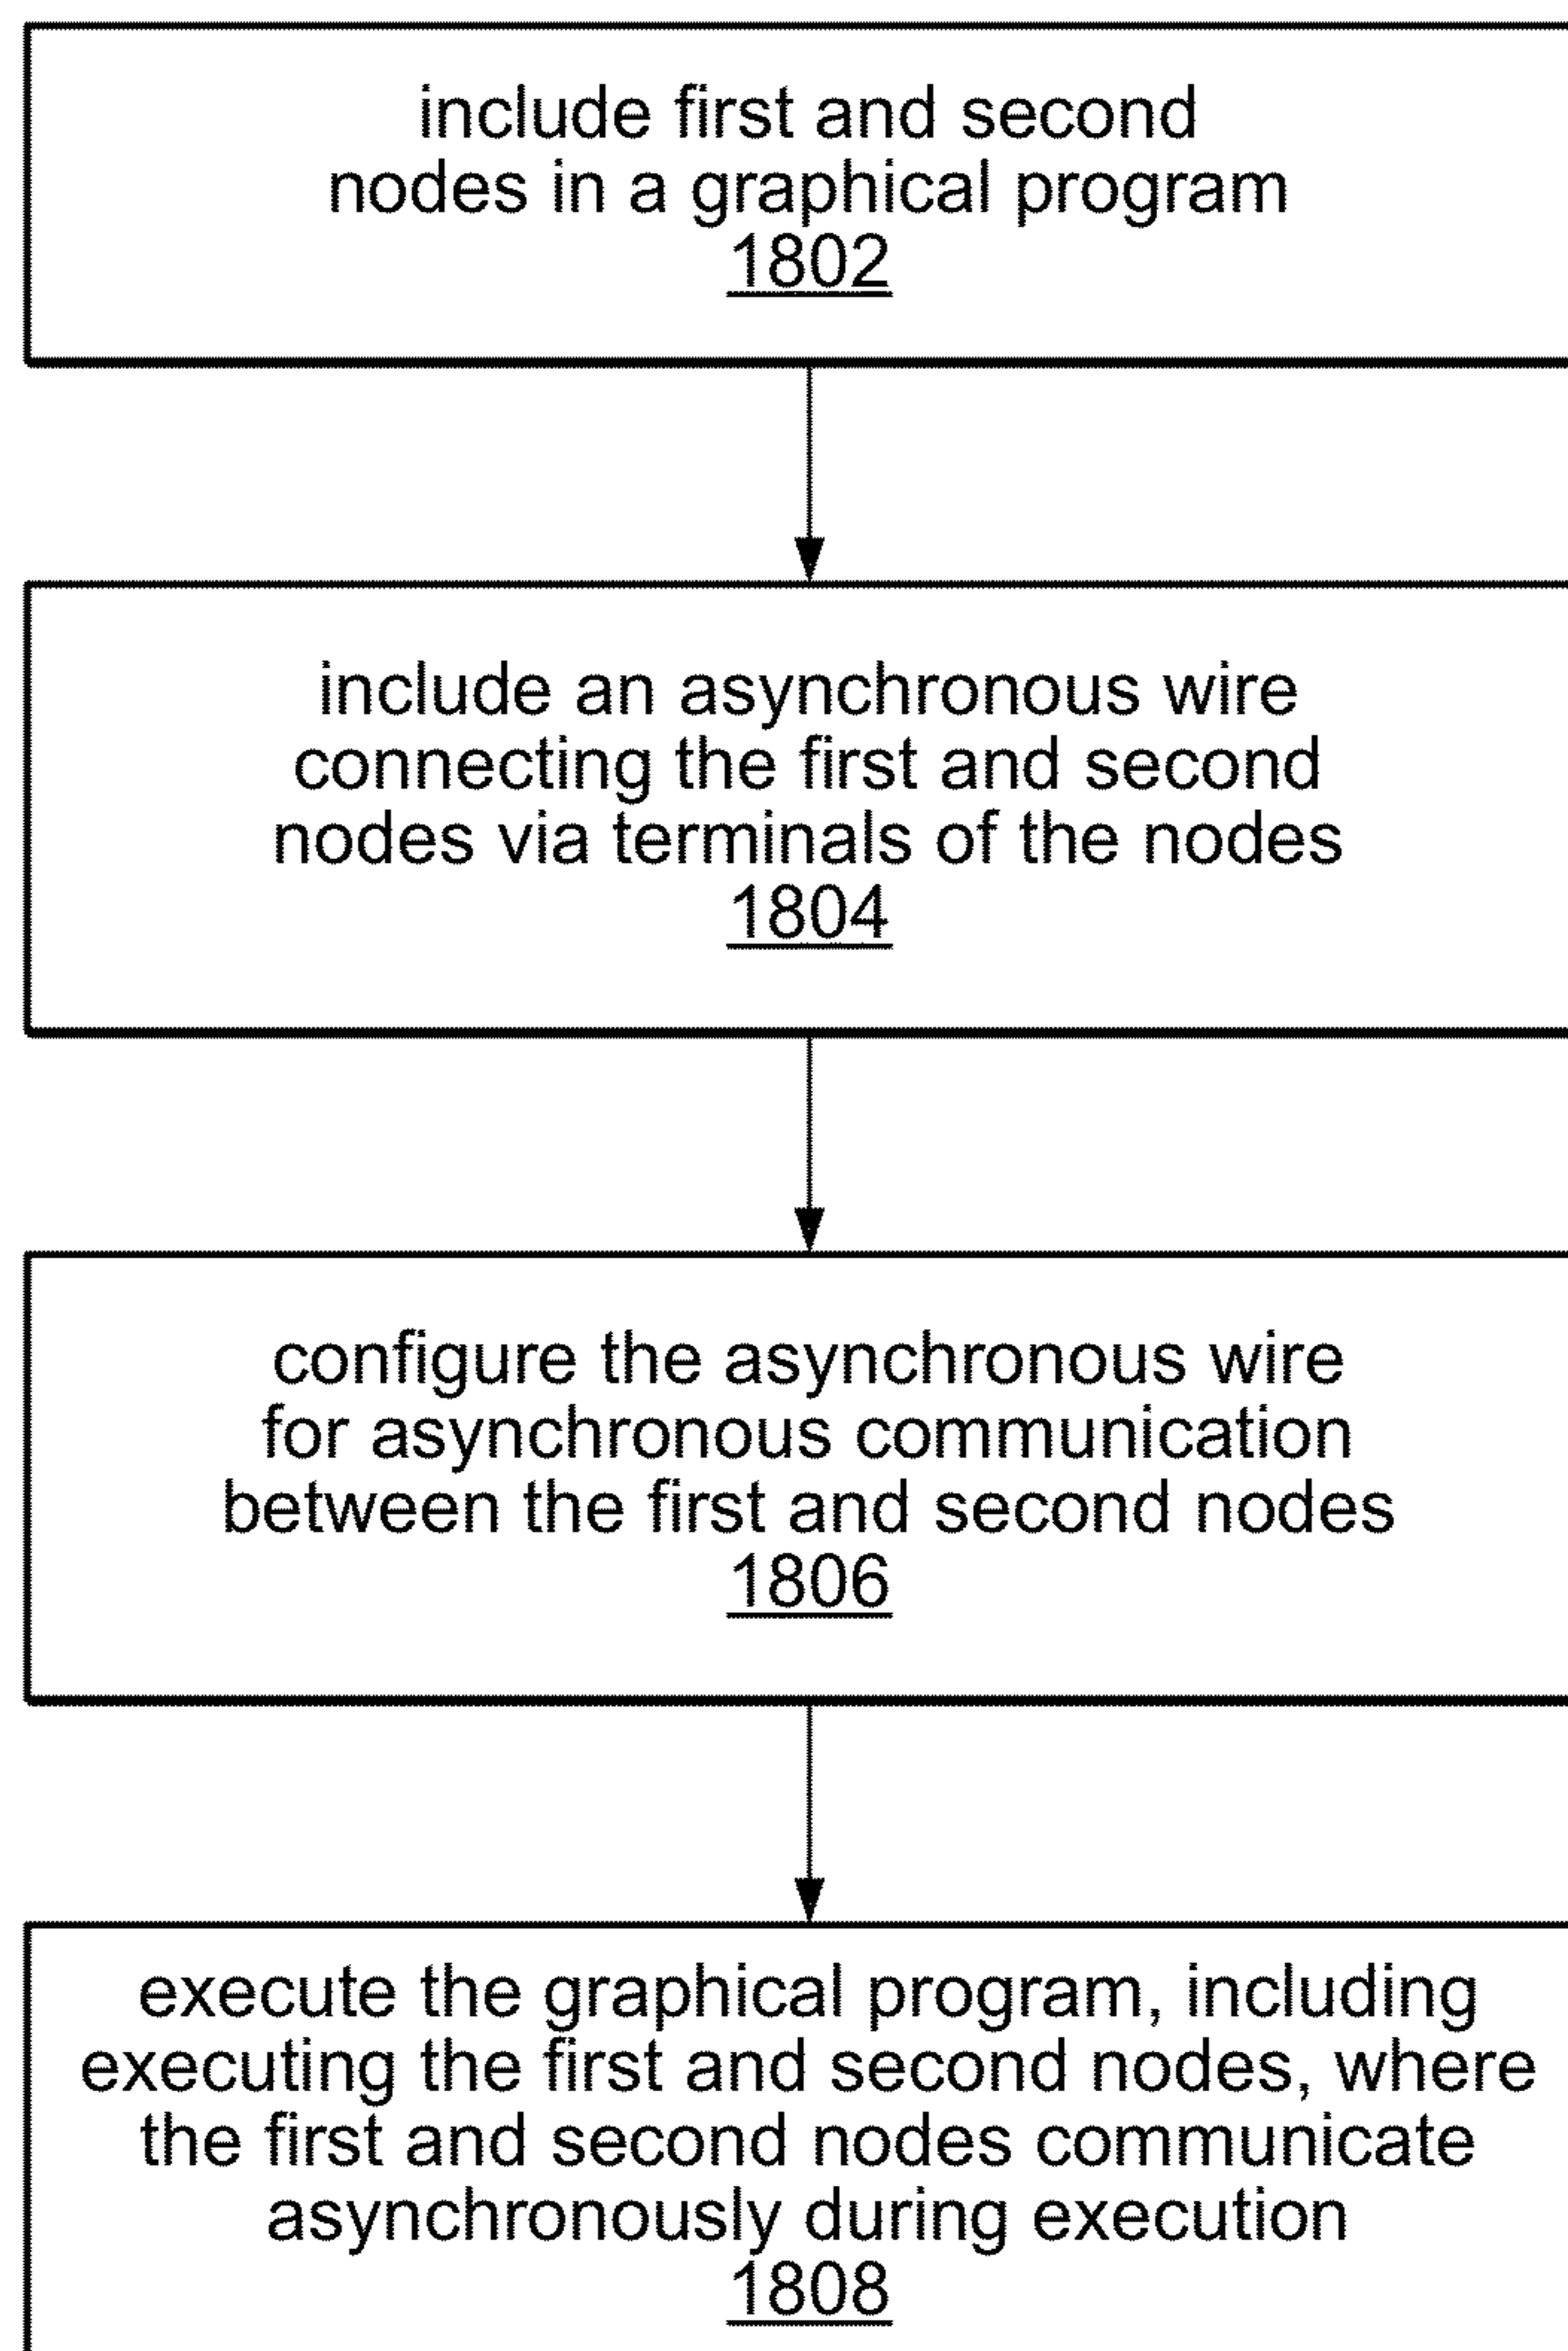 include first and second
nodes in a graphical program
1802
include an asynchronous wire
connecting the first and second
nodes via terminals of the nodes
1804
configure the asynchronous wire
for asynchronous communication
between the first and second nodes
1806
execute the graphical program, including
executing the first and second nodes, where
the first and second nodes communicate
asynchronously during execution
1808